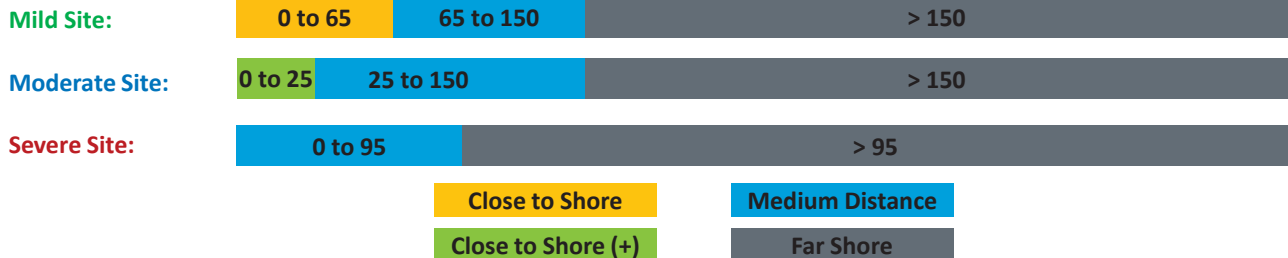 Mild Site: 0 to 65 65 to 150 > 150
Moderate Site: 0 to 25 25 to 150 > 150
Severe Site: 0 to 95 > 95
Close to Shore Medium Distance
Close to Shore (+) Far Shore